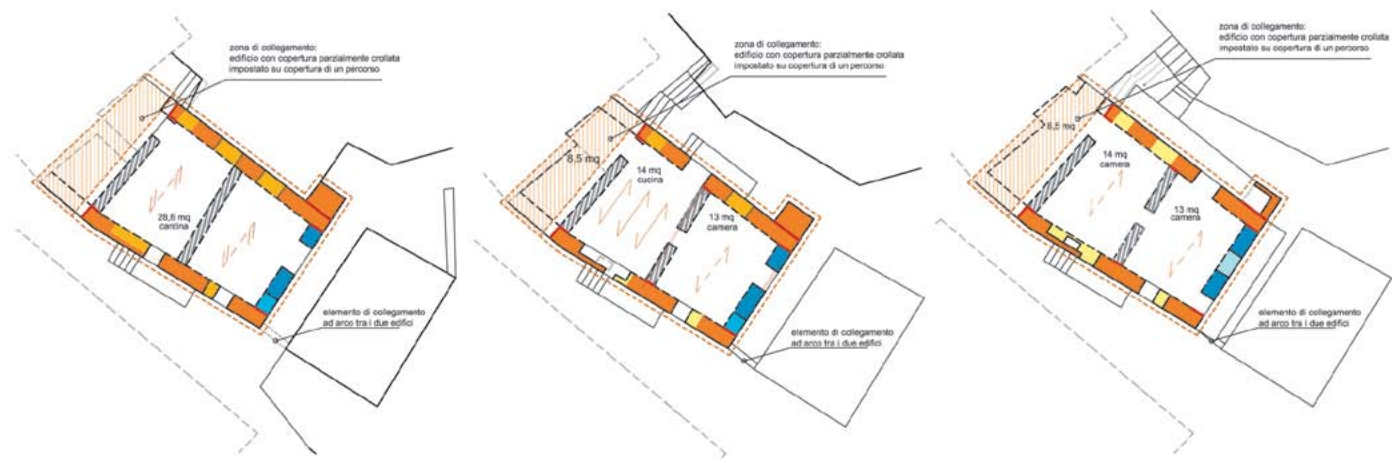 zona di collegamento:
edificio con copertura parzialmente crollata
impostato su copertura di un percorso
28,6 mq
cantina
elemento di collegamento
ad arco tra i due edifici
zona di collegamento:
edificio con copertura parzialmente crollata
impostato su copertura di un percorso
8.5 mq
14 mq
cucina
13 mq
camera
elemento di collegamento
ad arco tra i due edifici
zona di collegamento:
edificio con copertura parzialmente crollata
impostato su copertura di un percorso
8,5 mq
14 mq
camera
13 mq
camera
elemento di collegamento
ad arco tra i due edifici